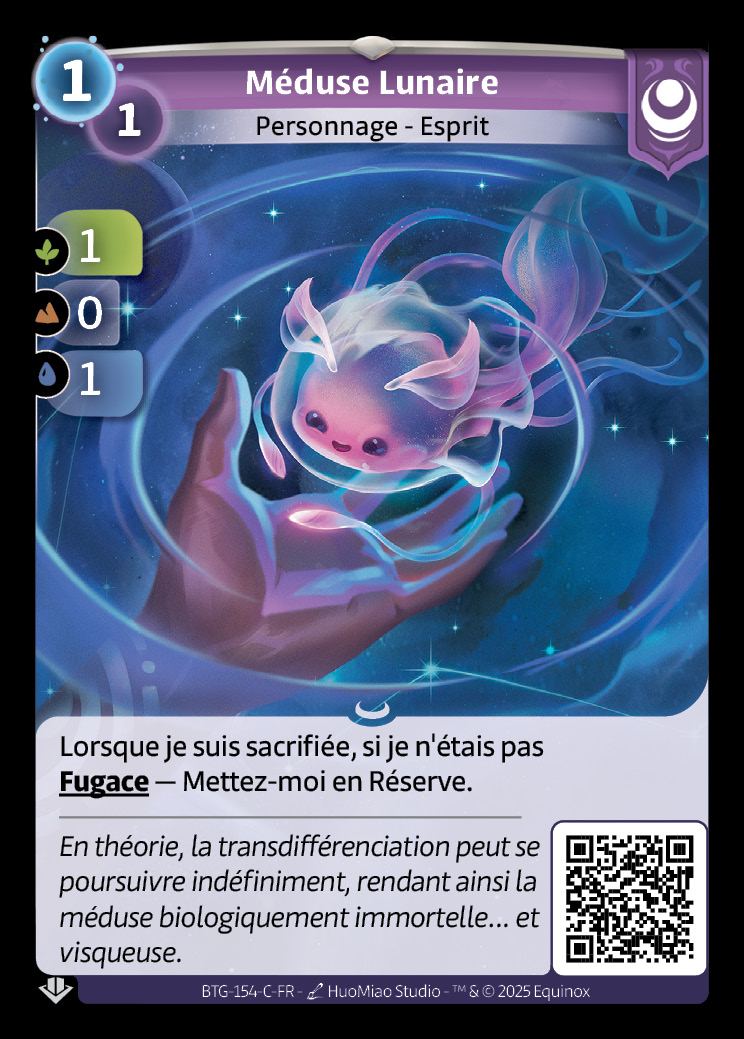 1
Méduse Lunaire
1
Personnage - Esprit
1
0
1
Lorsque je suis sacrifiée, si je n'étais pas
Fugace — Mettez-moi en Réserve.
En théorie, la transdifférenciation peut se
poursuivre indéfiniment, rendant ainsi la
méduse biologiquement immortelle... et
visqueuse.
BTG-154-C-FR - HuoMiao Studio - ™ & © 2025 Equinox